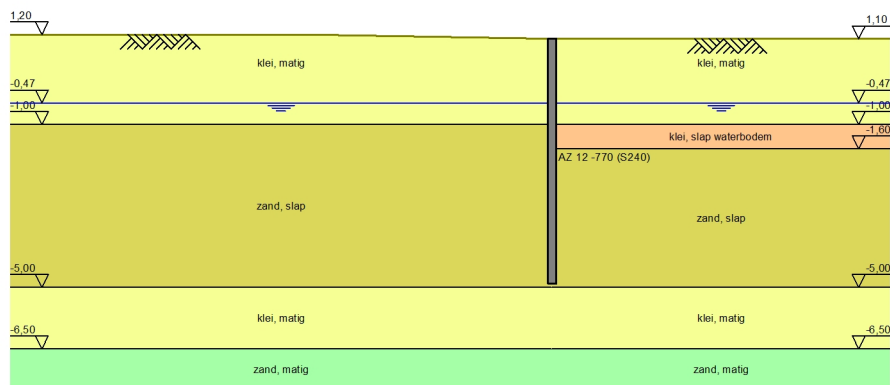 1,20
1,10
klei, matig
klei, matig
-0,47
-0,47
-1,00
-1,00
klei, slap waterbodem
-1,60
AZ 12 -770 (S240)
zand, slap
zand, slap
-5,00
-5,00
klei, matig
klei, matig
-6,50
-6,50
zand, matig
zand, matig